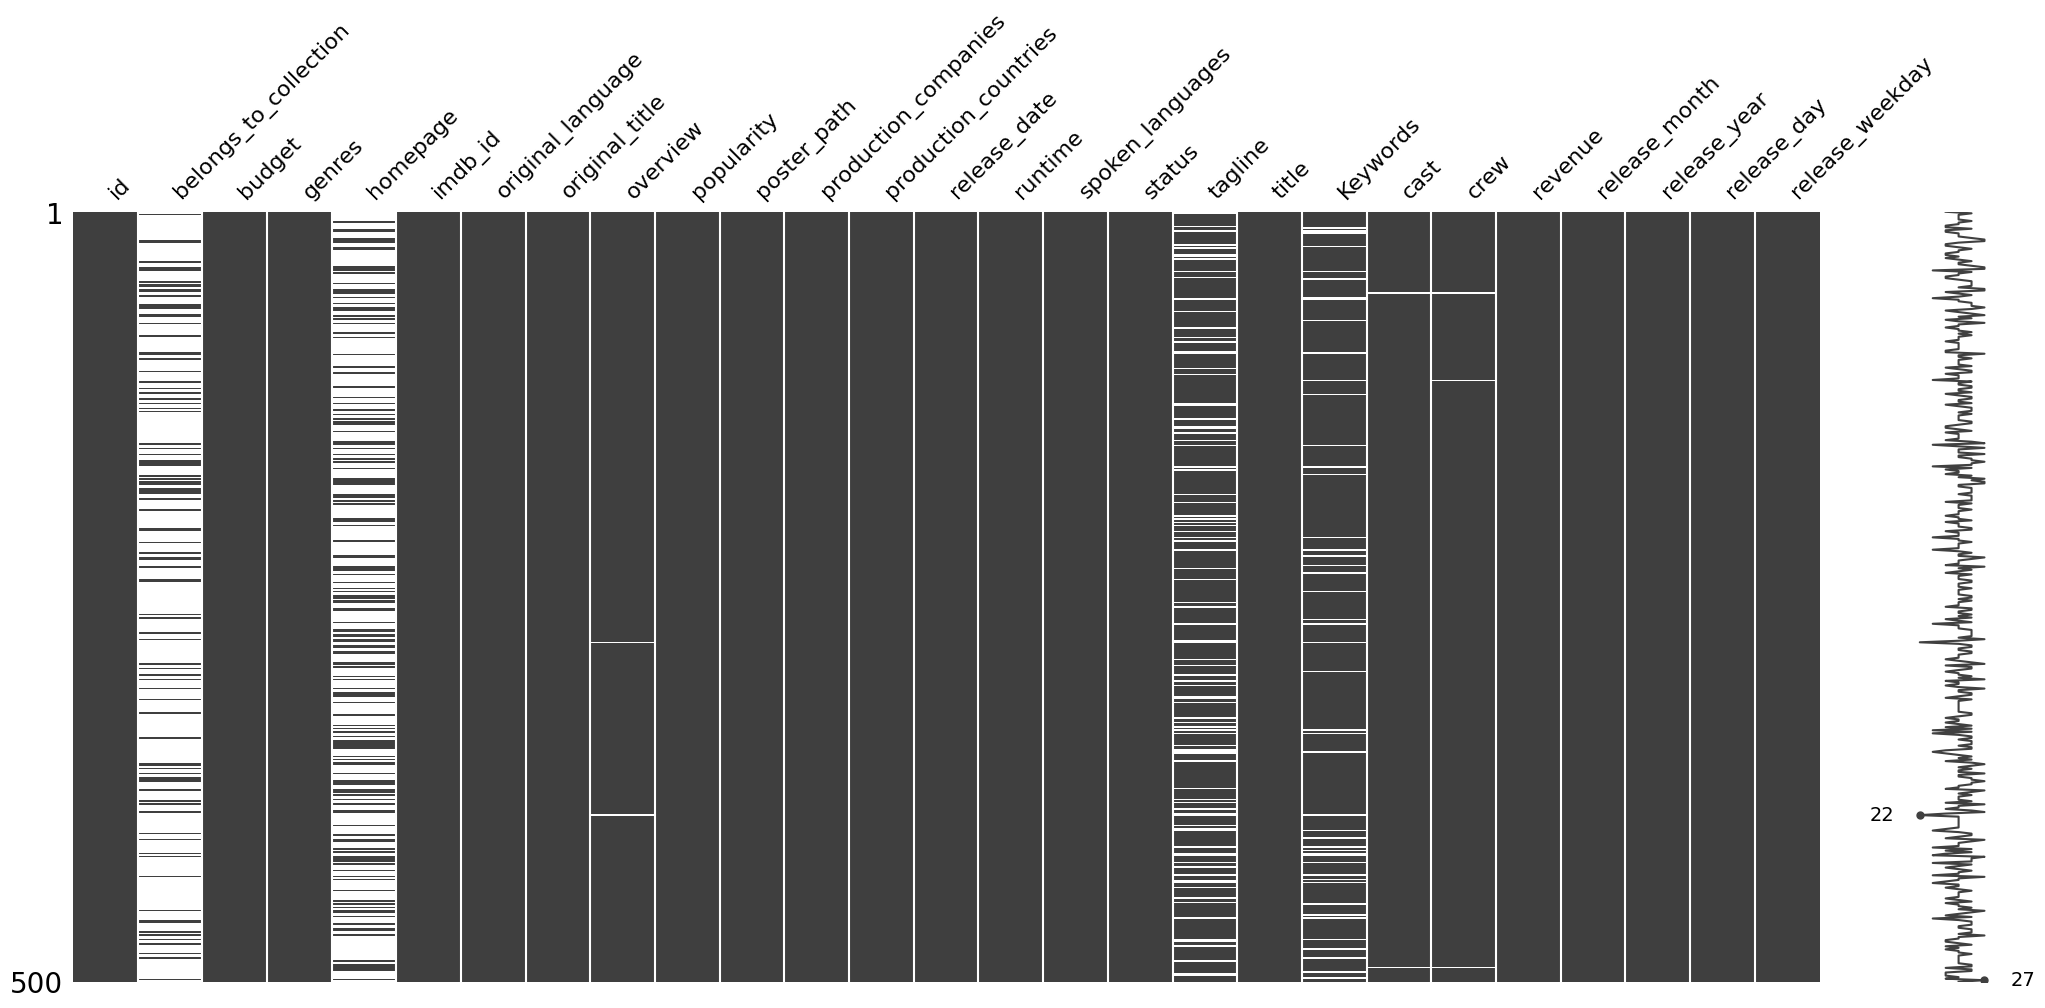 id
belongs_to_collection
budget
genres
homepage
imdb_id
original_language
original_title
overview
popularity
poster_path
production_companies
production_countries
release_date
runtime
spoken_languages
status
tagline
title
Keywords
cast
crew
revenue
release_month
release_year
release_day
release_weekday
1
22
500
27